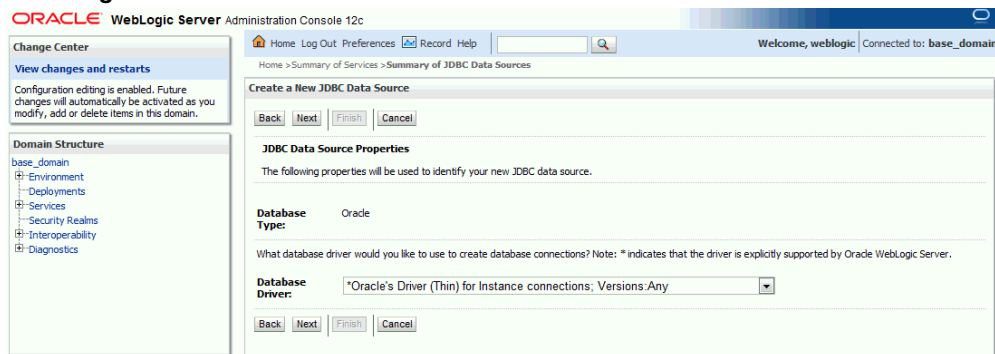 ORACLE WebLogic Server Administration Console 12c
Change Center
View changes and restarts
Configuration editing is enabled. Future
changes will automatically be activated as you
modify, add or delete items in this domain.
Domain Structure
base_domain
Environment
Deployments
Services
Security Realms
Interoperability
Diagnostics
Home Log Out Preferences Record Help
Welcome, weblogic Connected to: base_domain
Home >Summary of Services >Summary of JDBC Data Sources
Create a New JDBC Data Source
Back Next Finish Cancel
JDBC Data Source Properties
The following properties will be used to identify your new JDBC data source.
Database Oracle
Type:
What database driver would you like to use to create database connections? Note: * indicates that the driver is explicitly supported by Oracle WebLogic Server.
Database *Oracle's Driver (Thin) for Instance connections; Versions:Any
Driver:
Back Next Finish Cancel